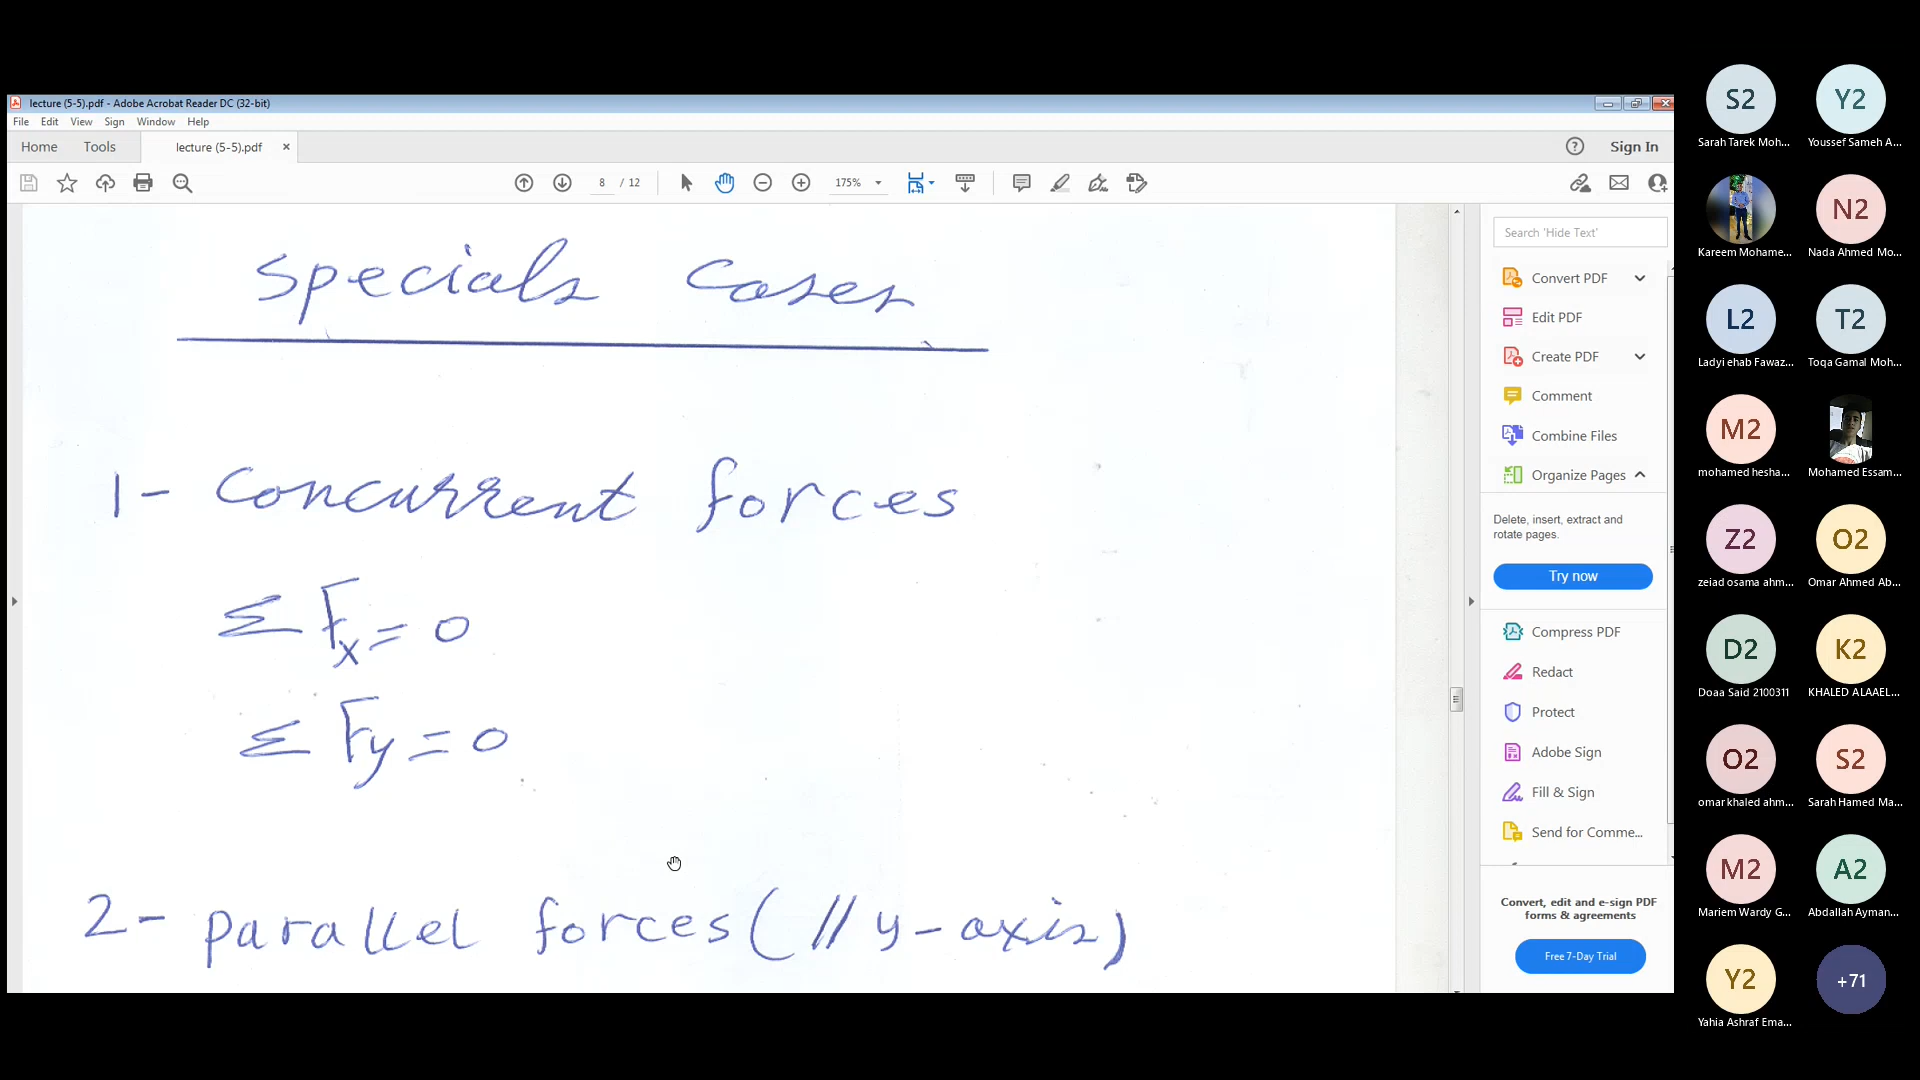 lecture (5-5).pdf - Adobe Acrobat Reader DC (32-bit)
File Edit View Sign Window Help
Home Tools lecture (5-5).pdf × Sign In
8 / 12 175%
Specials Cases
1- Concurrent forces
Σ Fx = 0
Σ Fy = 0
2- parallel forces ( // y-axis)
Search 'Hide Text'
Convert PDF
Edit PDF
Create PDF
Comment
Combine Files
Organize Pages
Delete, insert, extract and
rotate pages.
Try now
Compress PDF
Redact
Protect
Adobe Sign
Fill & Sign
Send for Comme...
Convert, edit and e-sign PDF
forms & agreements
Free 7-Day Trial
S2 Y2
Sarah Tarek Moh... Youssef Sameh A...
N2
Kareem Mohame... Nada Ahmed Mo...
L2 T2
Ladyi ehab Fawaz... Toqa Gamal Moh...
M2
mohamed hesha... Mohamed Essam...
Z2 O2
zeiad osama ahm... Omar Ahmed Ab...
D2 K2
Doaa Said 2100311 KHALED ALAAEL...
O2 S2
omar khaled ahm... Sarah Hamed Ma...
M2 A2
Mariem Wardy G... Abdallah Ayman...
Y2 +71
Yahia Ashraf Ema...